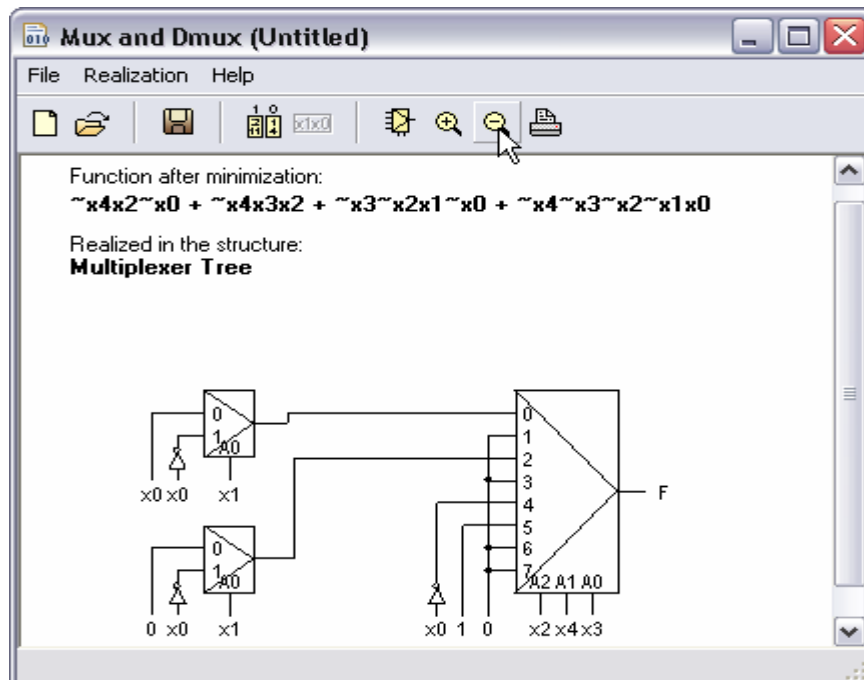 Mux and Dmux (Untitled)
File Realization Help
Function after minimization:
~x4x2~x0 + ~x4x3x2 + ~x3~x2x1~x0 + ~x4~x3~x2~x1x0
Realized in the structure:
Multiplexer Tree
0
1
A0
x0 x0 x1
0
1
A0
0 x0 x1
0
1
2
3
4
5
6
7
A2 A1 A0
F
x0 1 0 x2 x4 x3